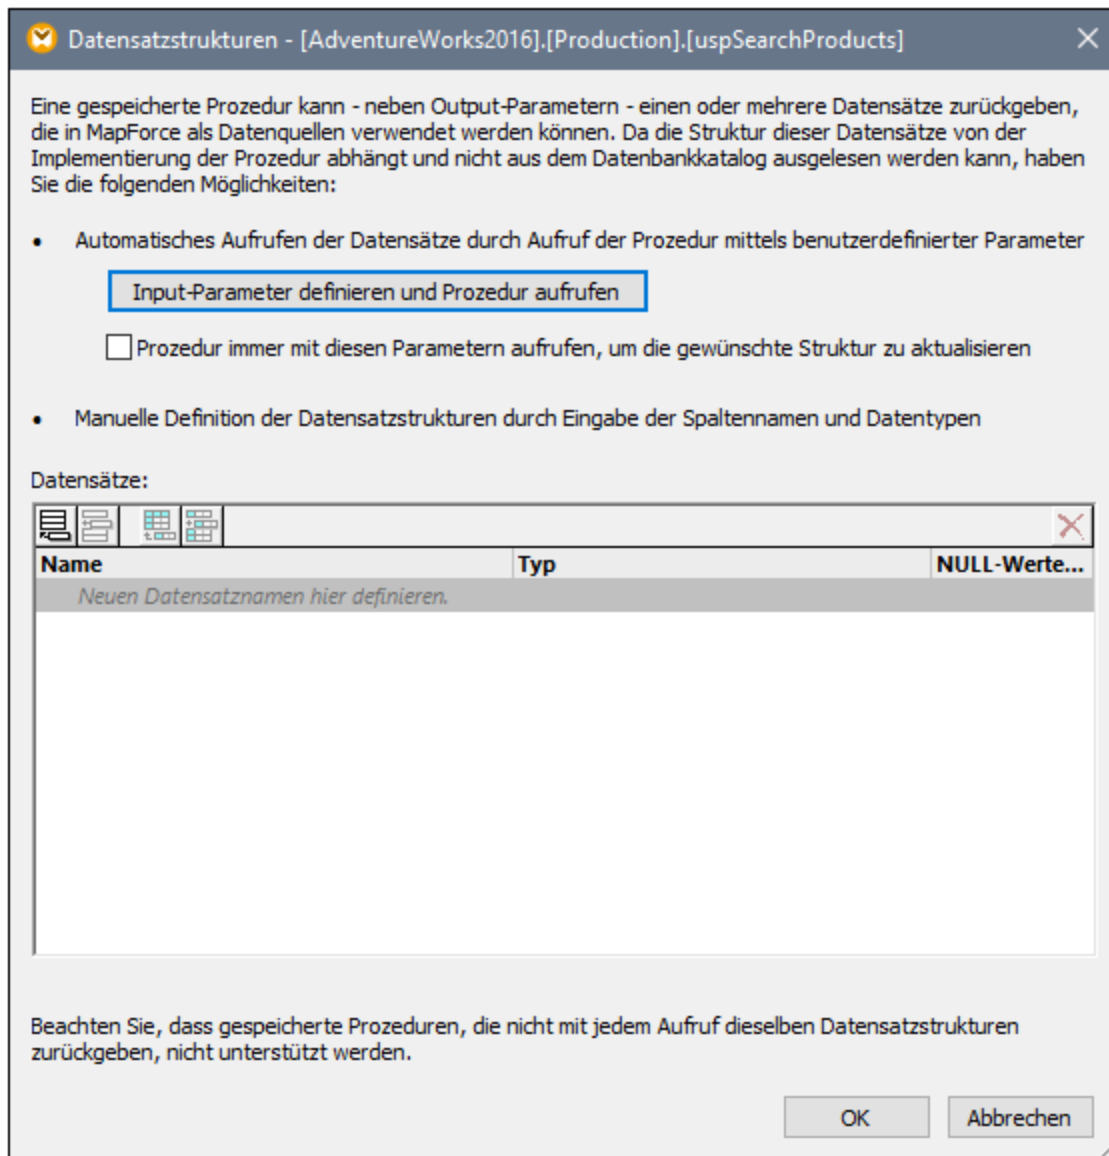 Datensatzstrukturen - [AdventureWorks2016].[Production].[uspSearchProducts]
Eine gespeicherte Prozedur kann - neben Output-Parametern - einen oder mehrere Datensätze zurückgeben,
die in MapForce als Datenquellen verwendet werden können. Da die Struktur dieser Datensätze von der
Implementierung der Prozedur abhängt und nicht aus dem Datenbankkatalog ausgelesen werden kann, haben
Sie die folgenden Möglichkeiten:
• Automatisches Aufrufen der Datensätze durch Aufruf der Prozedur mittels benutzerdefinierter Parameter
Input-Parameter definieren und Prozedur aufrufen
Prozedur immer mit diesen Parametern aufrufen, um die gewünschte Struktur zu aktualisieren
• Manuelle Definition der Datensatzstrukturen durch Eingabe der Spaltennamen und Datentypen
Datensätze:
Name Typ NULL-Werte...
Neuen Datensatznamen hier definieren.
Beachten Sie, dass gespeicherte Prozeduren, die nicht mit jedem Aufruf dieselben Datensatzstrukturen
zurückgeben, nicht unterstützt werden.
OK Abbrechen